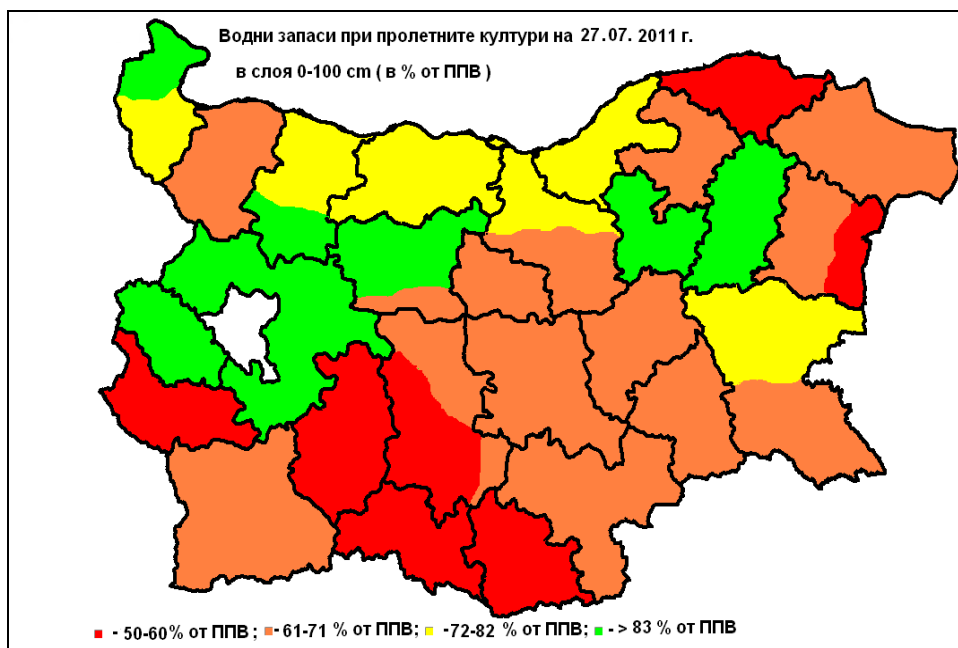 Водни запаси при пролетните култури на 27.07. 2011 г.
в слоя 0-100 cm ( в % от ППВ )
- 50-60% от ППВ; - 61-71 % от ППВ; -72-82 % от ППВ; - > 83 % от ППВ